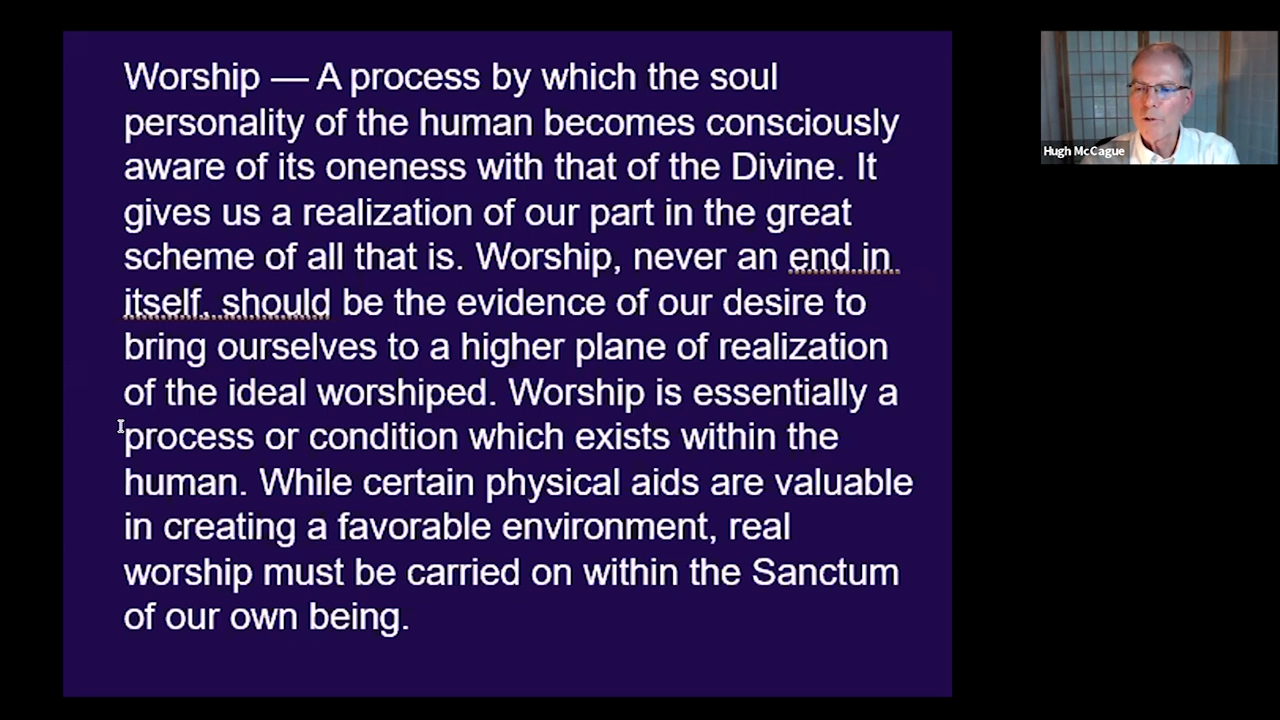 Worship — A process by which the soul
personality of the human becomes consciously
aware of its oneness with that of the Divine. It
gives us a realization of our part in the great
scheme of all that is. Worship, never an end in
itself, should be the evidence of our desire to
bring ourselves to a higher plane of realization
of the ideal worshiped. Worship is essentially a
process or condition which exists within the
human. While certain physical aids are valuable
in creating a favorable environment, real
worship must be carried on within the Sanctum
of our own being.
Hugh McCague